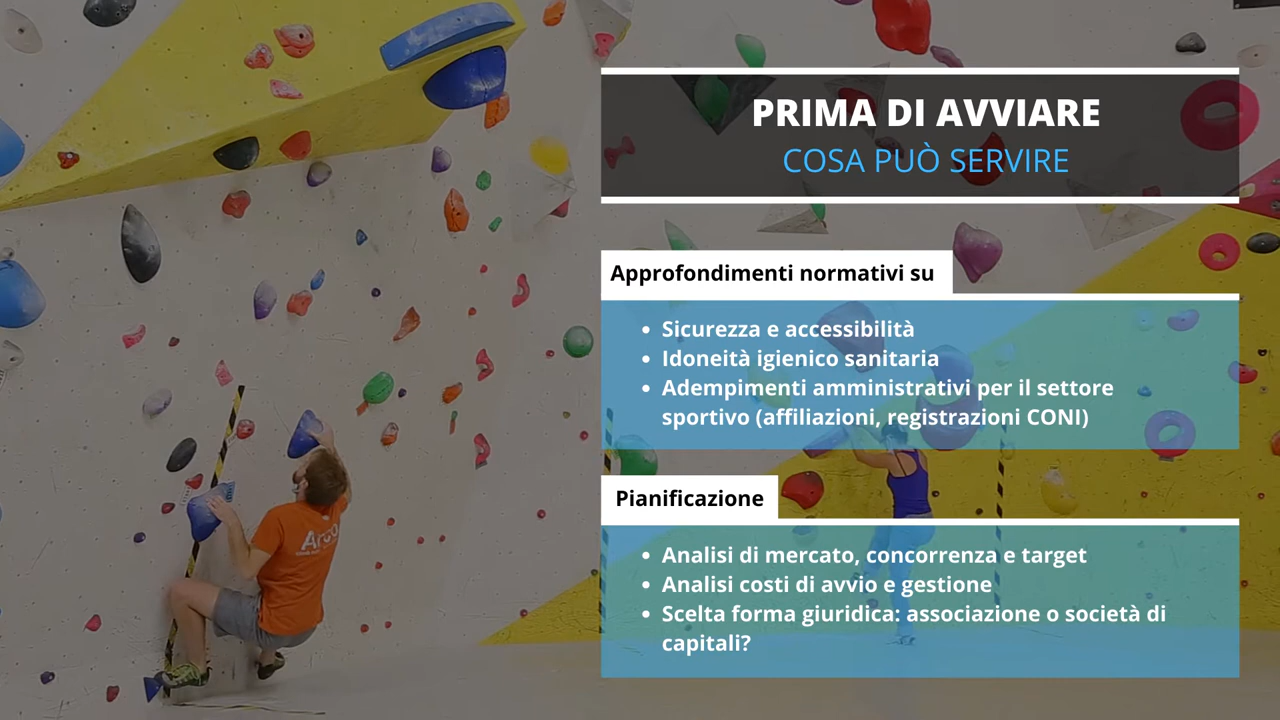 PRIMA DI AVVIARE
COSA PUÒ SERVIRE
Approfondimenti normativi su
• Sicurezza e accessibilità
• Idoneità igienico sanitaria
• Adempimenti amministrativi per il settore
sportivo (affiliazioni, registrazioni CONI)
Pianificazione
• Analisi di mercato, concorrenza e target
• Analisi costi di avvio e gestione
• Scelta forma giuridica: associazione o società di
capitali?